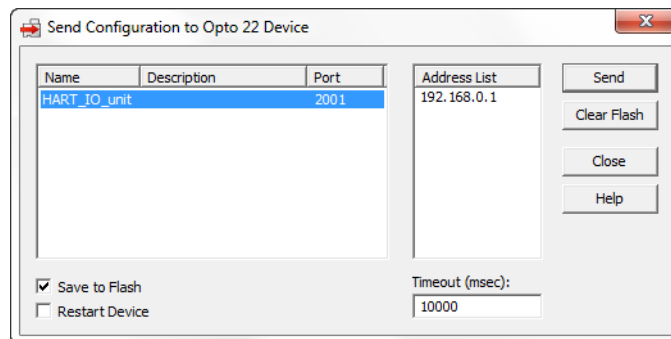 Send Configuration to Opto 22 Device
Name Description Port
HART_IO_unit 2001
Address List
192.168.0.1
Send
Clear Flash
Close
Help
Save to Flash
Restart Device
Timeout (msec):
10000